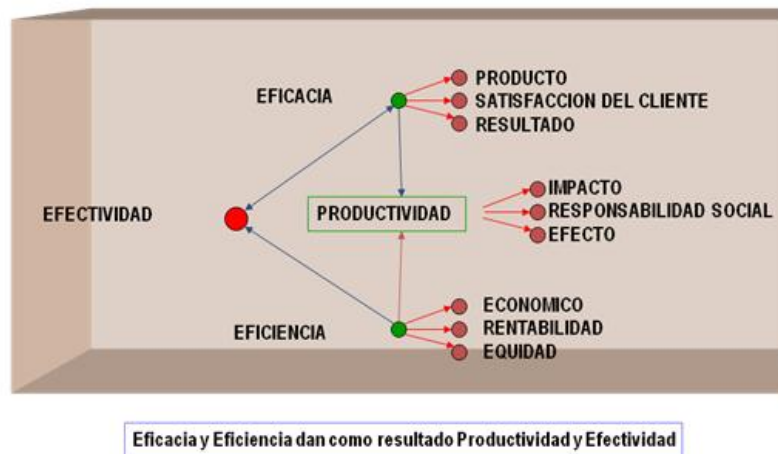 PRODUCTO
EFICACIA
SATISFACCION DEL CLIENTE
RESULTADO
IMPACTO
EFECTIVIDAD
PRODUCTIVIDAD
RESPONSABILIDAD SOCIAL
EFECTO
ECONOMICO
EFICIENCIA
RENTABILIDAD
EQUIDAD
Eficacia y Eficiencia dan como resultado Productividad y Efectividad